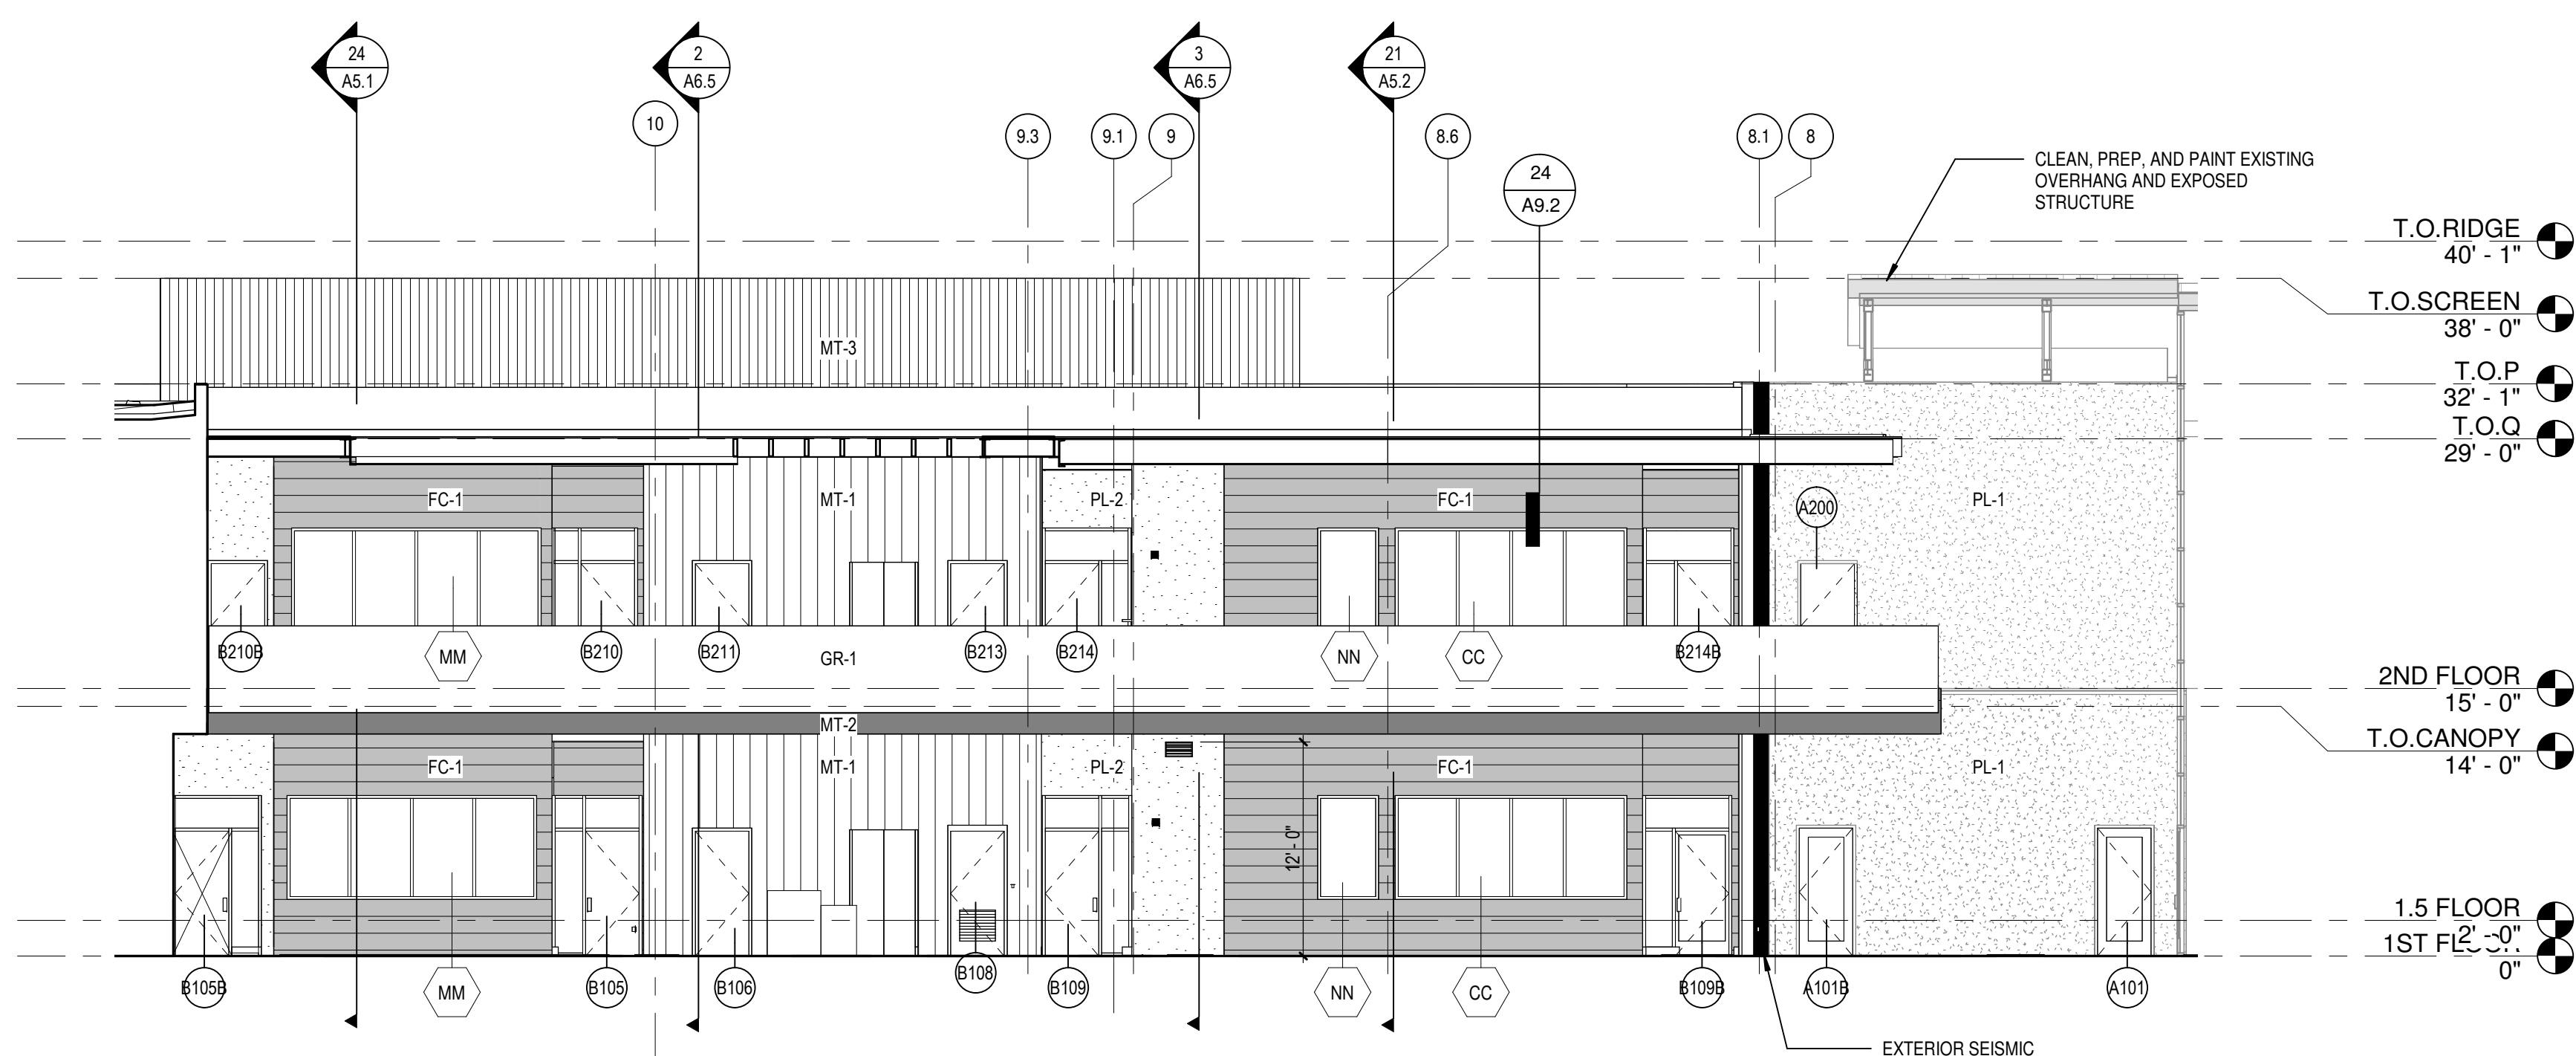 24
A5.1
2
A6.5
3
A6.5
21
A5.2
10
9.3
9.1
9
8.6
8.1
8
24
A9.2
CLEAN, PREP, AND PAINT EXISTING
OVERHANG AND EXPOSED
STRUCTURE
T.O.RIDGE
40' - 1"
T.O.SCREEN
38' - 0"
MT-3
T.O.P
32' - 1"
T.O.Q
29' - 0"
FC-1
MT-1
PL-2
FC-1
A200
PL-1
B210B
MM
B210
B211
GR-1
B213
B214
NN
CC
B214B
2ND FLOOR
15' - 0"
MT-2
T.O.CANOPY
14' - 0"
FC-1
MT-1
PL-2
FC-1
PL-1
12' - 0"
1.5 FLOOR
2' - 0"
1ST FL
0"
B105B
MM
B105
B106
B108
B109
NN
CC
B109B
A101B
A101
EXTERIOR SEISMIC